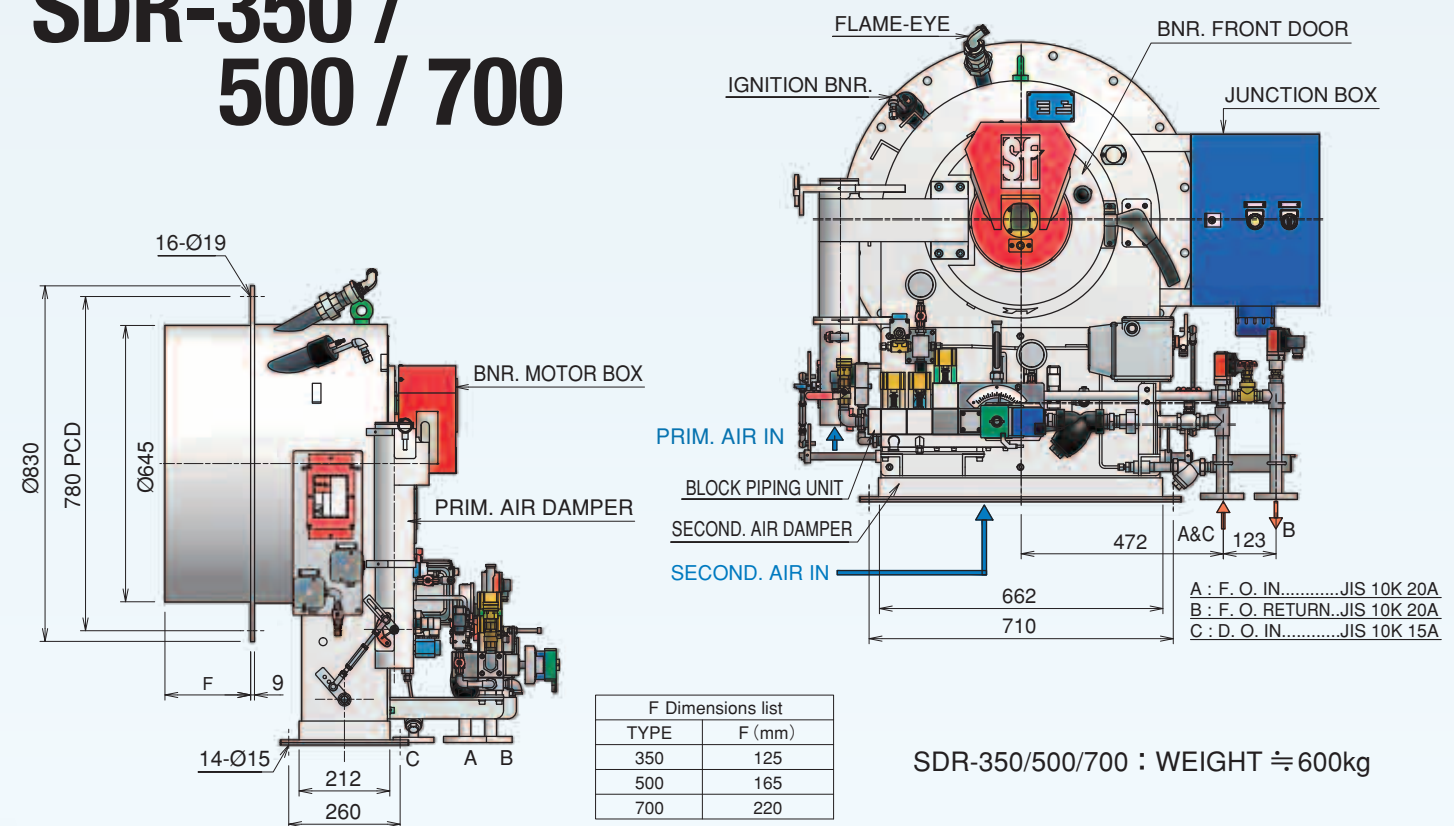 SDR-350 /
500 / 700
FLAME-EYE
BNR. FRONT DOOR
IGNITION BNR.
JUNCTION BOX
Sf
16-Ø19
BNR. MOTOR BOX
Ø830
780 PCD
Ø645
PRIM. AIR DAMPER
PRIM. AIR IN
BLOCK PIPING UNIT
SECOND. AIR DAMPER
SECOND. AIR IN
A&C
B
472
123
662
710
A : F. O. IN............JIS 10K 20A
B : F. O. RETURN..JIS 10K 20A
C : D. O. IN............JIS 10K 15A
F
9
14-Ø15
C
A
B
212
260
F Dimensions list
TYPE F（mm）
350 125
500 165
700 220
SDR-350/500/700：WEIGHT ≒600kg